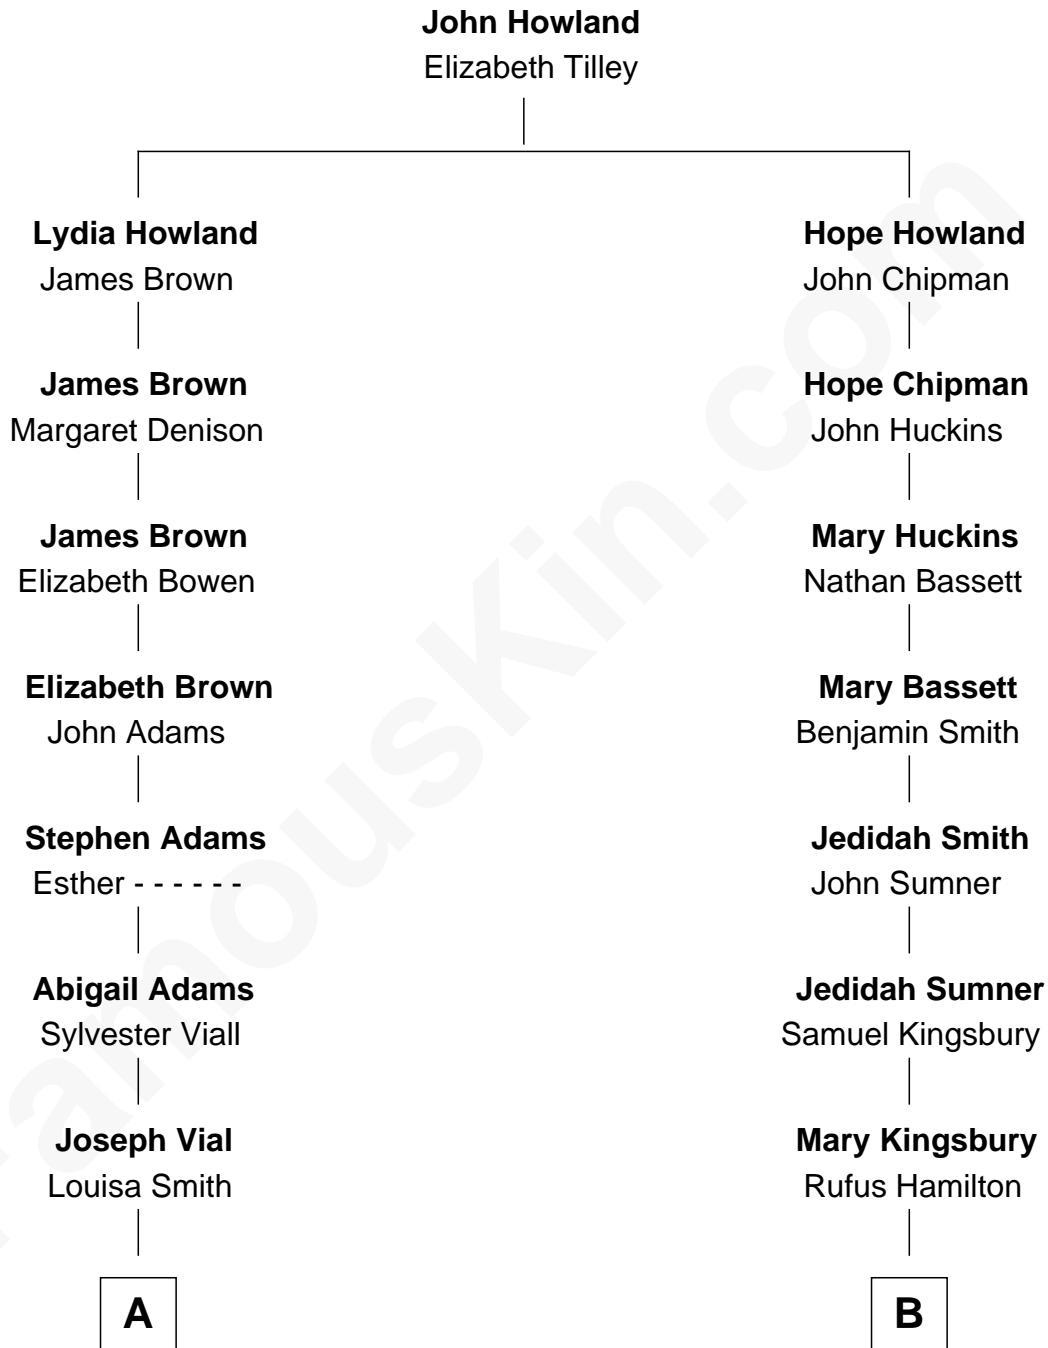 John Howland
Elizabeth Tilley
Lydia Howland
James Brown
James Brown
Margaret Denison
James Brown
Elizabeth Bowen
Elizabeth Brown
John Adams
Stephen Adams
Esther - - - - - -
Abigail Adams
Sylvester Viall
Joseph Vial
Louisa Smith
A
Hope Howland
John Chipman
Hope Chipman
John Huckins
Mary Huckins
Nathan Bassett
Mary Bassett
Benjamin Smith
Jedidah Smith
John Sumner
Jedidah Sumner
Samuel Kingsbury
Mary Kingsbury
Rufus Hamilton
B
FamousKin.com